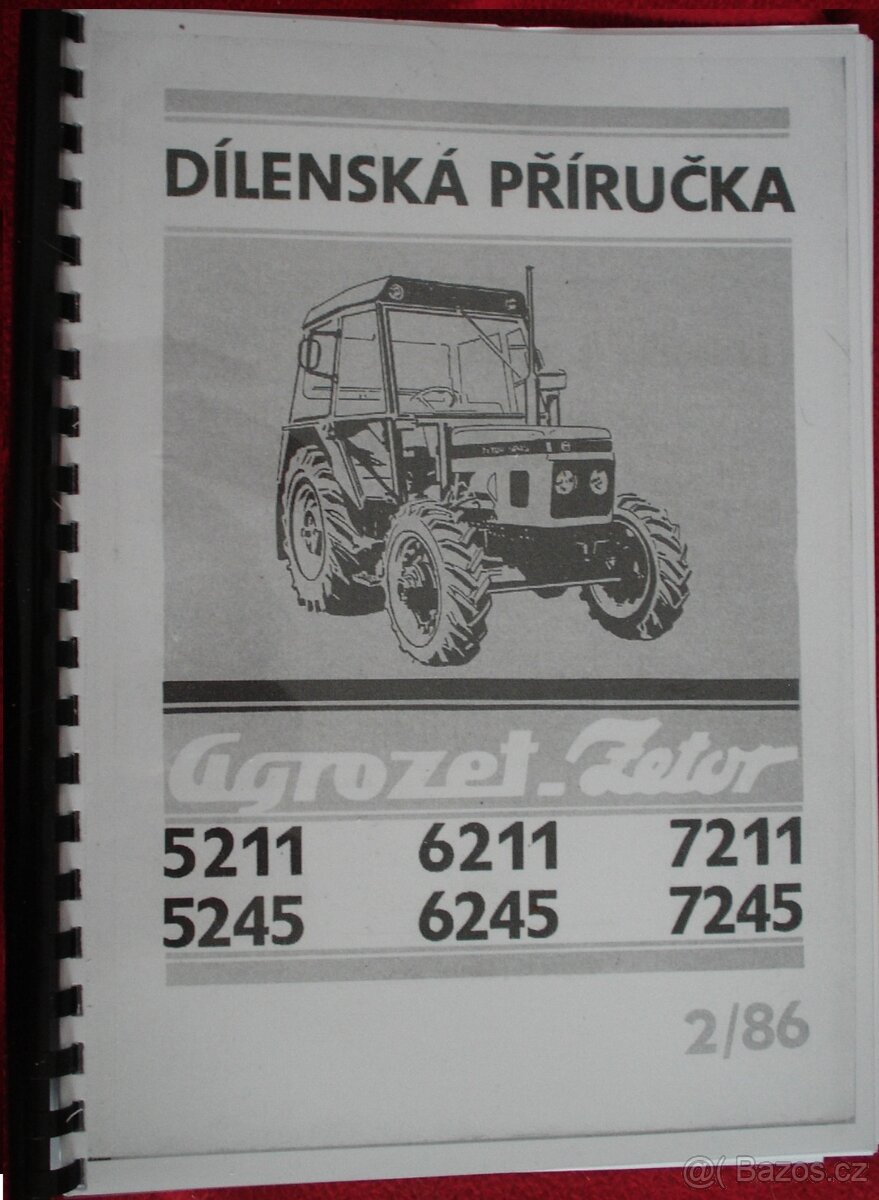 DÍLENSKÁ PŘÍRUČKA
Agrozet-Zetor
5211 6211 7211
5245 6245 7245
2/86
@( Bazos.cz